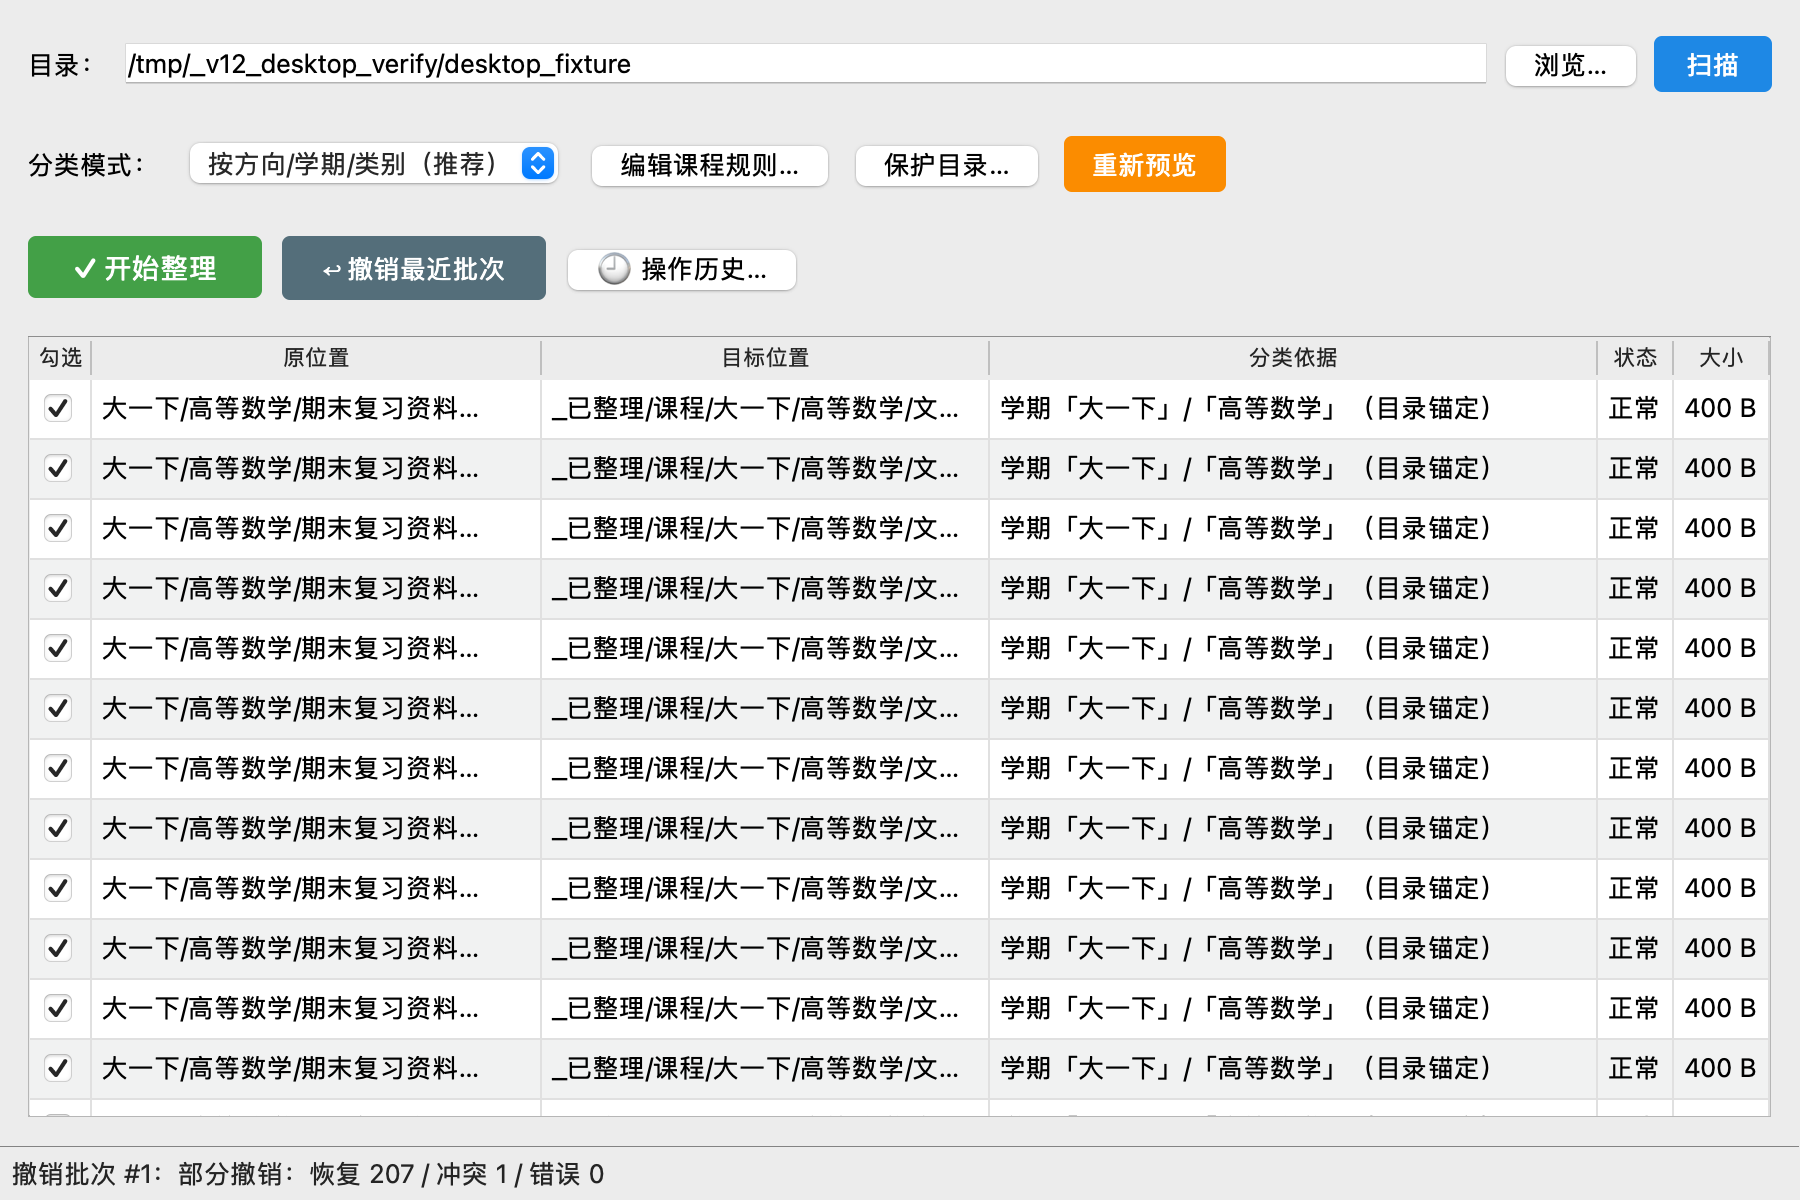 目录：
/tmp/_v12_desktop_verify/desktop_fixture
浏览...
扫描
分类模式：
按方向/学期/类别（推荐）
编辑课程规则...
保护目录...
重新预览
✓ 开始整理
↩ 撤销最近批次
操作历史...
勾选 原位置 目标位置 分类依据 状态 大小
大一下/高等数学/期末复习资料... _已整理/课程/大一下/高等数学/文... 学期「大一下」/「高等数学」（目录锚定） 正常 400 B
大一下/高等数学/期末复习资料... _已整理/课程/大一下/高等数学/文... 学期「大一下」/「高等数学」（目录锚定） 正常 400 B
大一下/高等数学/期末复习资料... _已整理/课程/大一下/高等数学/文... 学期「大一下」/「高等数学」（目录锚定） 正常 400 B
大一下/高等数学/期末复习资料... _已整理/课程/大一下/高等数学/文... 学期「大一下」/「高等数学」（目录锚定） 正常 400 B
大一下/高等数学/期末复习资料... _已整理/课程/大一下/高等数学/文... 学期「大一下」/「高等数学」（目录锚定） 正常 400 B
大一下/高等数学/期末复习资料... _已整理/课程/大一下/高等数学/文... 学期「大一下」/「高等数学」（目录锚定） 正常 400 B
大一下/高等数学/期末复习资料... _已整理/课程/大一下/高等数学/文... 学期「大一下」/「高等数学」（目录锚定） 正常 400 B
大一下/高等数学/期末复习资料... _已整理/课程/大一下/高等数学/文... 学期「大一下」/「高等数学」（目录锚定） 正常 400 B
大一下/高等数学/期末复习资料... _已整理/课程/大一下/高等数学/文... 学期「大一下」/「高等数学」（目录锚定） 正常 400 B
大一下/高等数学/期末复习资料... _已整理/课程/大一下/高等数学/文... 学期「大一下」/「高等数学」（目录锚定） 正常 400 B
大一下/高等数学/期末复习资料... _已整理/课程/大一下/高等数学/文... 学期「大一下」/「高等数学」（目录锚定） 正常 400 B
大一下/高等数学/期末复习资料... _已整理/课程/大一下/高等数学/文... 学期「大一下」/「高等数学」（目录锚定） 正常 400 B
撤销批次 #1：部分撤销：恢复 207 / 冲突 1 / 错误 0